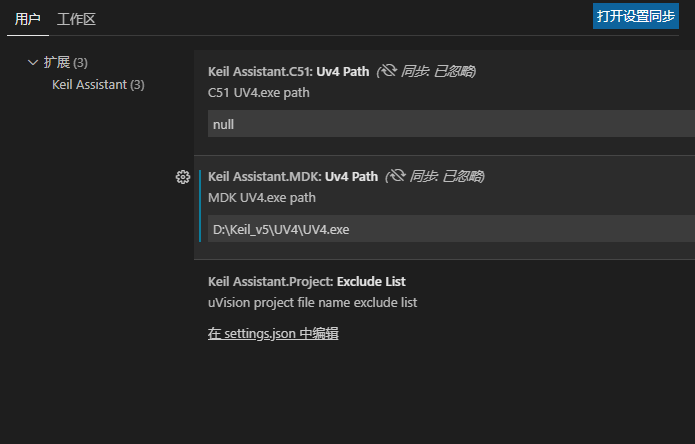 用户 工作区 打开设置同步
扩展 (3)
Keil Assistant (3)
Keil Assistant.C51: Uv4 Path (同步: 已忽略)
C51 UV4.exe path
null
Keil Assistant.MDK: Uv4 Path (同步: 已忽略)
MDK UV4.exe path
D:\Keil_v5\UV4\UV4.exe
Keil Assistant.Project: Exclude List
uVision project file name exclude list
在 settings.json 中编辑